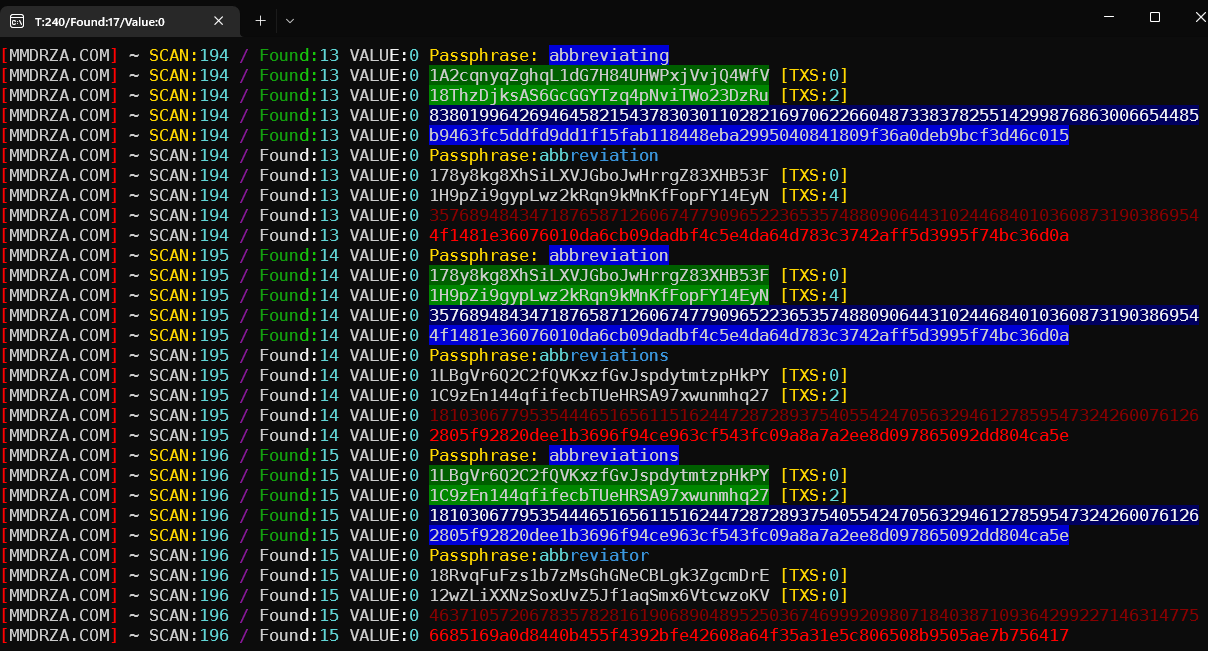 T:240/Found:17/Value:0
[MMDRZA.COM] ~ SCAN:194 / Found:13 VALUE:0 Passphrase: abbreviating
[MMDRZA.COM] ~ SCAN:194 / Found:13 VALUE:0 1A2cqnyqZghqL1dG7H84UHWPxjVvjQ4WfV [TXS:0]
[MMDRZA.COM] ~ SCAN:194 / Found:13 VALUE:0 18ThzDjksAS6GcGGYTzq4pNviTWo23DzRu [TXS:2]
[MMDRZA.COM] ~ SCAN:194 / Found:13 VALUE:0 83801996426946458215437830301102821697062266048733837825514299876863006654485
[MMDRZA.COM] ~ SCAN:194 / Found:13 VALUE:0 b9463fc5ddfd9dd1f15fab118448eba2995040841809f36a0deb9bcf3d46c015
[MMDRZA.COM] ~ SCAN:194 / Found:13 VALUE:0 Passphrase:abbreviation
[MMDRZA.COM] ~ SCAN:194 / Found:13 VALUE:0 178y8kg8XhSiLXVJGboJwHrrgZ83XHB53F [TXS:0]
[MMDRZA.COM] ~ SCAN:194 / Found:13 VALUE:0 1H9pZi9gypLwz2kRqn9kMnKfFopFY14EyN [TXS:4]
[MMDRZA.COM] ~ SCAN:194 / Found:13 VALUE:0 35768948434718765871260674779096522365357488090644310244684010360873190386954
[MMDRZA.COM] ~ SCAN:194 / Found:13 VALUE:0 4f1481e36076010da6cb09dadbf4c5e4da64d783c3742aff5d3995f74bc36d0a
[MMDRZA.COM] ~ SCAN:195 / Found:14 VALUE:0 Passphrase: abbreviation
[MMDRZA.COM] ~ SCAN:195 / Found:14 VALUE:0 178y8kg8XhSiLXVJGboJwHrrgZ83XHB53F [TXS:0]
[MMDRZA.COM] ~ SCAN:195 / Found:14 VALUE:0 1H9pZi9gypLwz2kRqn9kMnKfFopFY14EyN [TXS:4]
[MMDRZA.COM] ~ SCAN:195 / Found:14 VALUE:0 35768948434718765871260674779096522365357488090644310244684010360873190386954
[MMDRZA.COM] ~ SCAN:195 / Found:14 VALUE:0 4f1481e36076010da6cb09dadbf4c5e4da64d783c3742aff5d3995f74bc36d0a
[MMDRZA.COM] ~ SCAN:195 / Found:14 VALUE:0 Passphrase:abbreviations
[MMDRZA.COM] ~ SCAN:195 / Found:14 VALUE:0 1LBgVr6Q2C2fQVKxzfGvJspdytmtzpHkPY [TXS:0]
[MMDRZA.COM] ~ SCAN:195 / Found:14 VALUE:0 1C9zEn144qfifecbTUeHRSA97xwunmhq27 [TXS:2]
[MMDRZA.COM] ~ SCAN:195 / Found:14 VALUE:0 18103067795354446516561151624472872893754055424705632946127859547324260076126
[MMDRZA.COM] ~ SCAN:195 / Found:14 VALUE:0 2805f92820dee1b3696f94ce963cf543fc09a8a7a2ee8d097865092dd804ca5e
[MMDRZA.COM] ~ SCAN:196 / Found:15 VALUE:0 Passphrase: abbreviations
[MMDRZA.COM] ~ SCAN:196 / Found:15 VALUE:0 1LBgVr6Q2C2fQVKxzfGvJspdytmtzpHkPY [TXS:0]
[MMDRZA.COM] ~ SCAN:196 / Found:15 VALUE:0 1C9zEn144qfifecbTUeHRSA97xwunmhq27 [TXS:2]
[MMDRZA.COM] ~ SCAN:196 / Found:15 VALUE:0 18103067795354446516561151624472872893754055424705632946127859547324260076126
[MMDRZA.COM] ~ SCAN:196 / Found:15 VALUE:0 2805f92820dee1b3696f94ce963cf543fc09a8a7a2ee8d097865092dd804ca5e
[MMDRZA.COM] ~ SCAN:196 / Found:15 VALUE:0 Passphrase:abbreviator
[MMDRZA.COM] ~ SCAN:196 / Found:15 VALUE:0 18RvqFuFzs1b7zMsGhGNeCBLgk3ZgcmDrE [TXS:0]
[MMDRZA.COM] ~ SCAN:196 / Found:15 VALUE:0 12wZLiXXNzSoxUvZ5Jf1aqSmx6VtcwzoKV [TXS:0]
[MMDRZA.COM] ~ SCAN:196 / Found:15 VALUE:0 46371057206783578281619068904895250367469992098071840387109364299227146314775
[MMDRZA.COM] ~ SCAN:196 / Found:15 VALUE:0 6685169a0d8440b455f4392bfe42608a64f35a31e5c806508b9505ae7b756417